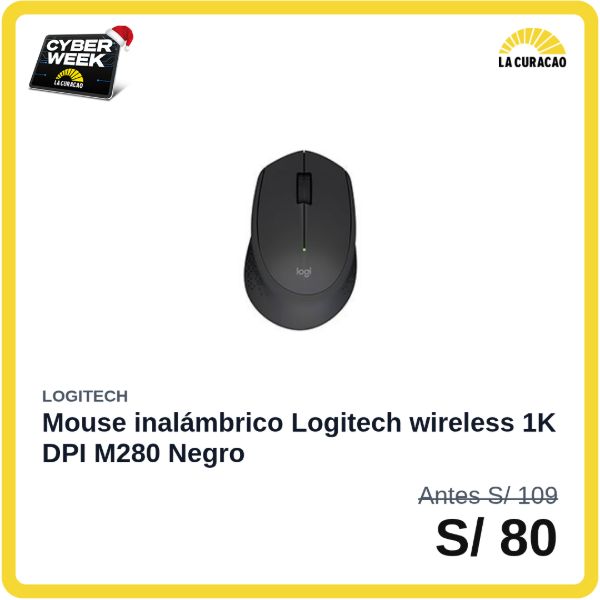 CYBER
WEEK
LA CURACAO
LA CURACAO
logi
LOGITECH
Mouse inalámbrico Logitech wireless 1K
DPI M280 Negro
Antes S/ 109
S/ 80